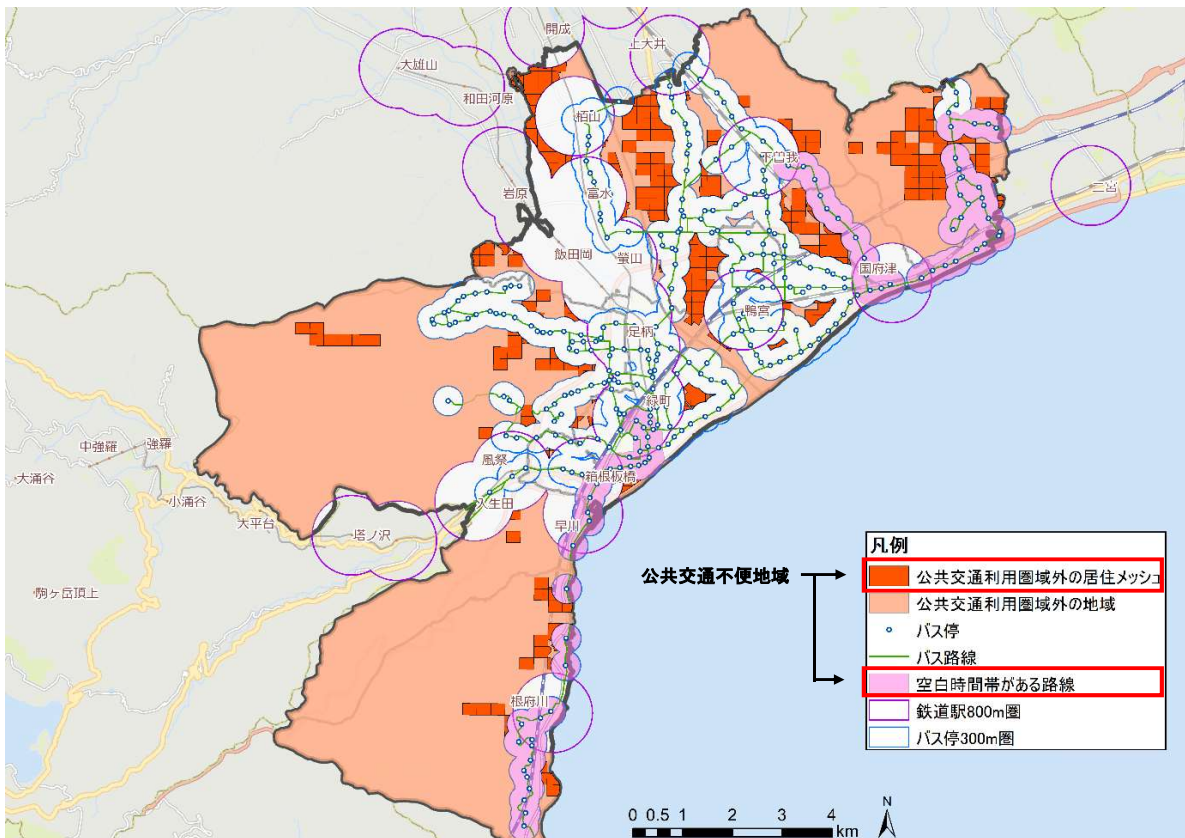 開成
上大井
大雄山
和田河原
栢山
下曽我
二宮
岩原
富水
飯田岡
螢山
国府津
鴨宮
足柄
緑町
中強羅
強羅
風祭
箱根板橋
大涌谷
小涌谷
入生田
大平台
塔ノ沢
早川
駒ヶ岳頂上
根府川
公共交通不便地域
凡例
公共交通利用圏域外の居住メッシュ
公共交通利用圏域外の地域
バス停
バス路線
空白時間帯がある路線
鉄道駅800m圏
バス停300m圏
0 0.5 1 2 3 4
km
N